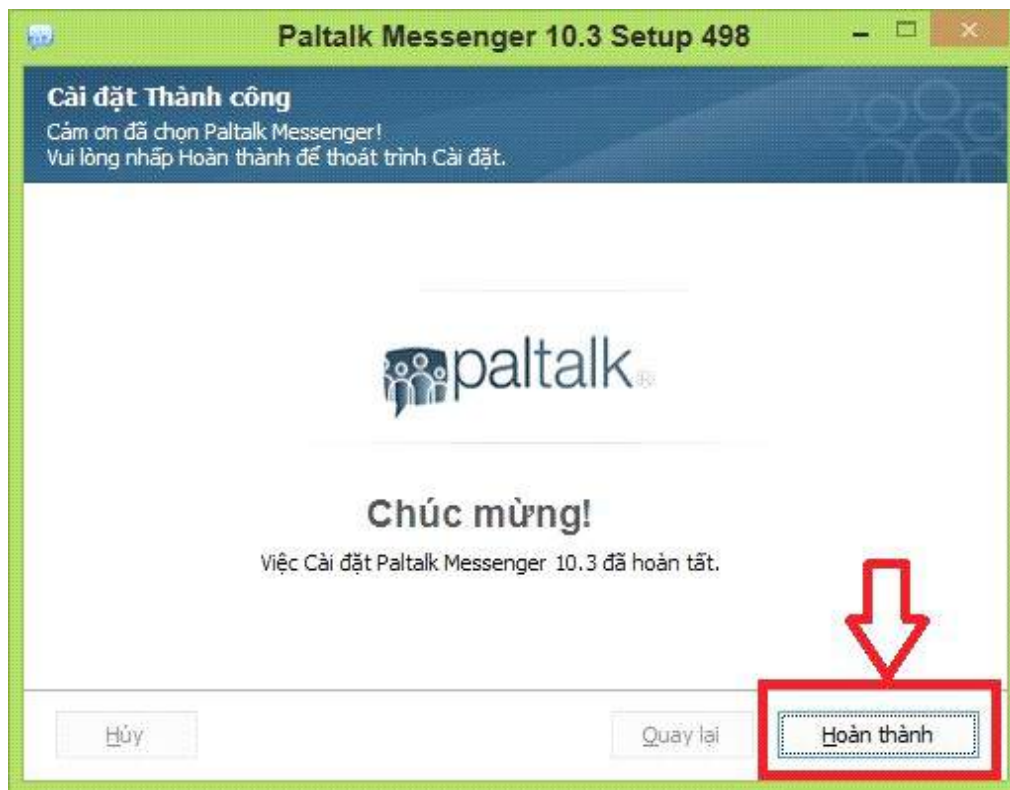 Paltalk Messenger 10.3 Setup 498
Cài đặt Thành công
Cám ơn đã chọn Paltalk Messenger!
Vui lòng nhấp Hoàn thành để thoát trình Cài đặt.
paltalk®
Chúc mừng!
Việc Cài đặt Paltalk Messenger 10.3 đã hoàn tất.
Hủy
Quay lại
Hoàn thành